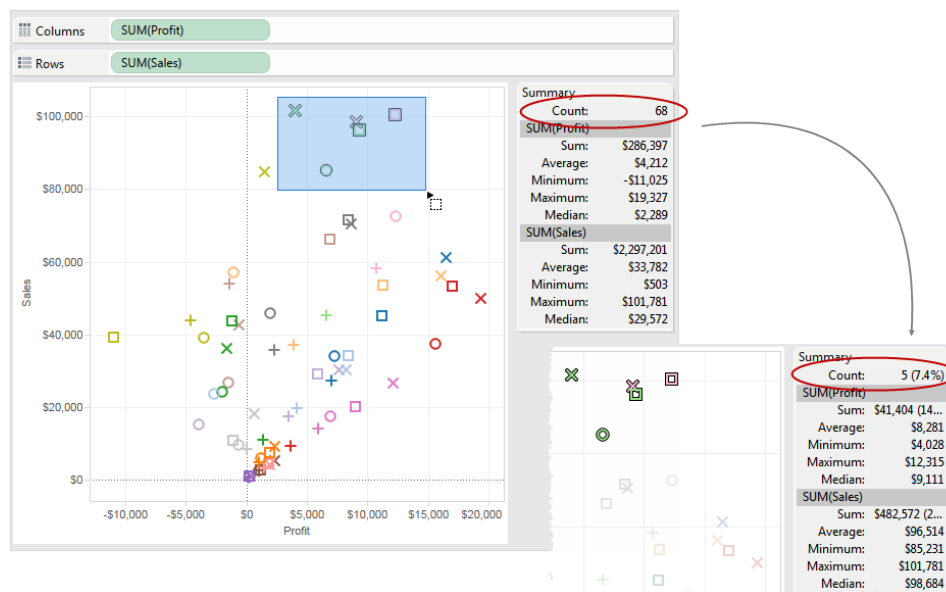 Columns SUM(Profit)
Rows SUM(Sales)
$100,000
$80,000
$60,000
$40,000
$20,000
$0
Sales
-$10,000 -$5,000 $0 $5,000 $10,000 $15,000 $20,000
Profit
Summary
Count: 68
SUM(Profit)
Sum: $286,397
Average: $4,212
Minimum: -$11,025
Maximum: $19,327
Median: $2,289
SUM(Sales)
Sum: $2,297,201
Average: $33,782
Minimum: $503
Maximum: $101,781
Median: $29,572
Summary
Count: 5 (7.4%)
SUM(Profit)
Sum: $41,404 (14...
Average: $8,281
Minimum: $4,028
Maximum: $12,315
Median: $9,111
SUM(Sales)
Sum: $482,572 (2...
Average: $96,514
Minimum: $85,231
Maximum: $101,781
Median: $98,684